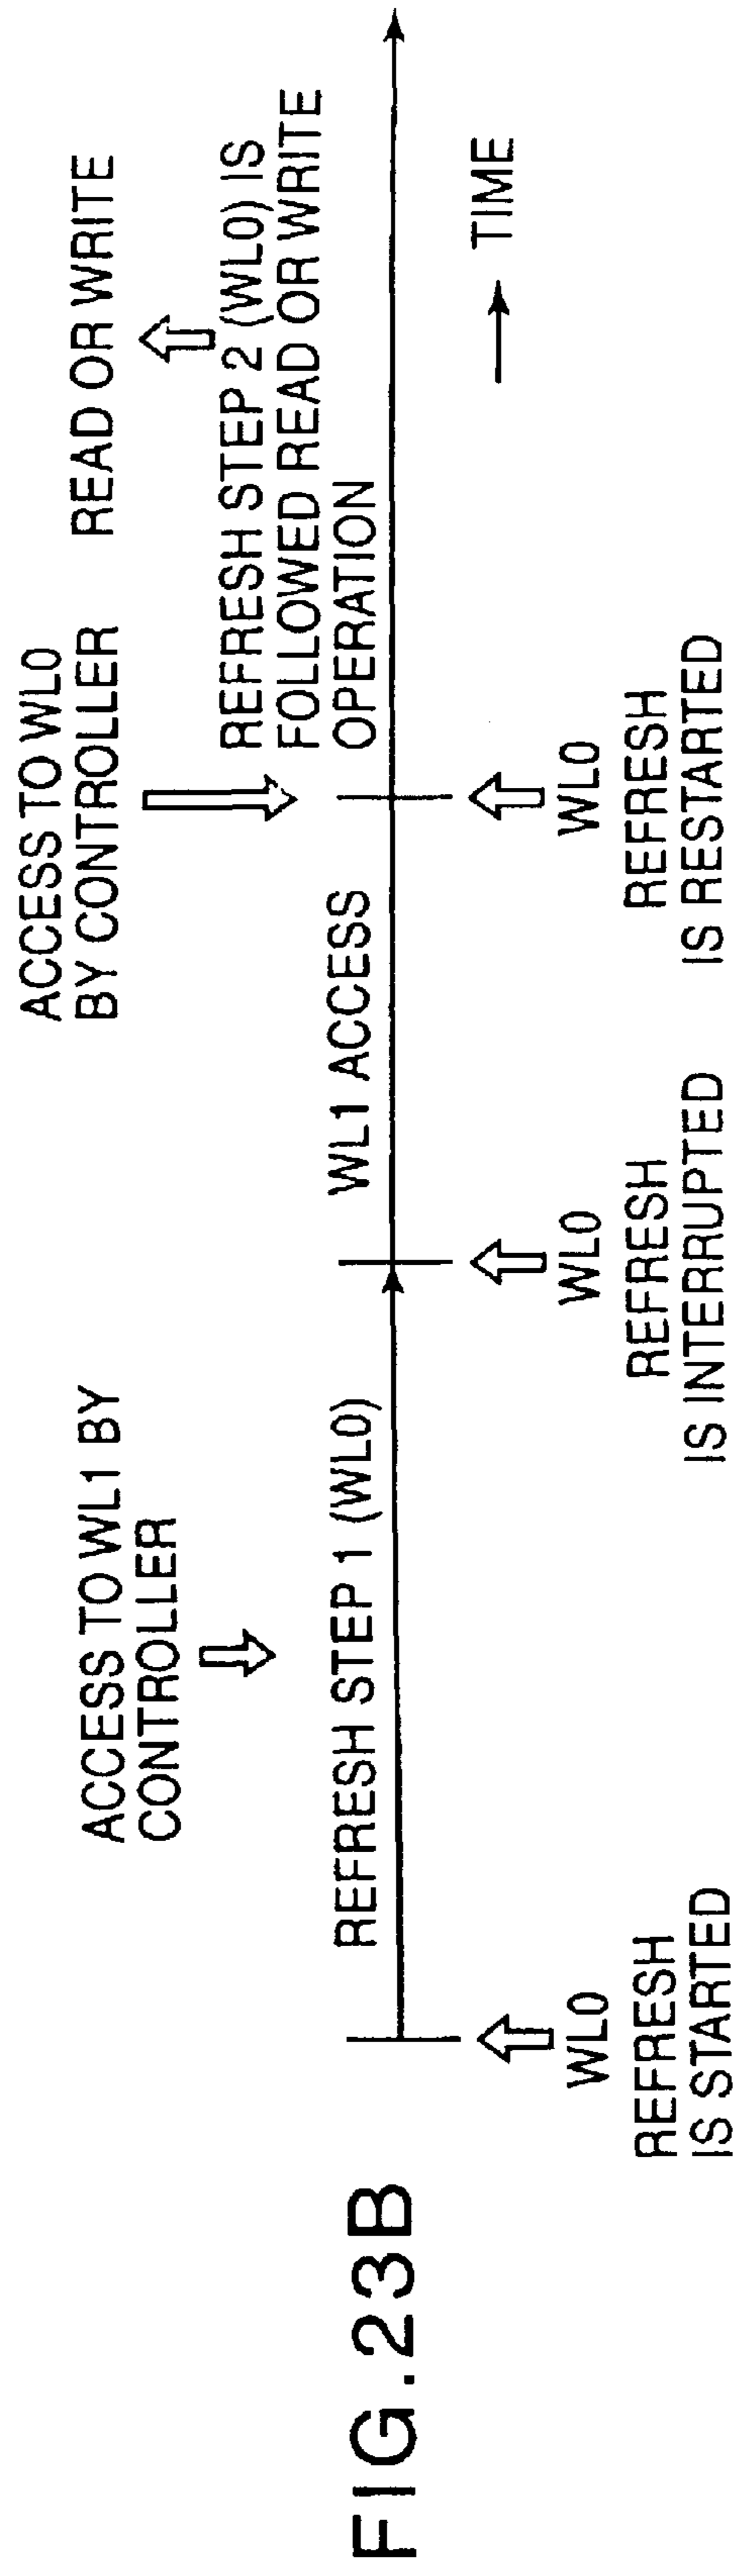 FIG.23B
ACCESS TO WL1 BY
CONTROLLER
ACCESS TO WL0
BY CONTROLLER
READ OR WRITE
REFRESH STEP 1 (WL0)
WL1 ACCESS
REFRESH STEP 2 (WL0) IS
FOLLOWED READ OR WRITE
OPERATION
TIME
WL0
REFRESH
IS STARTED
WL0
REFRESH
IS INTERRUPTED
WL0
REFRESH
IS RESTARTED